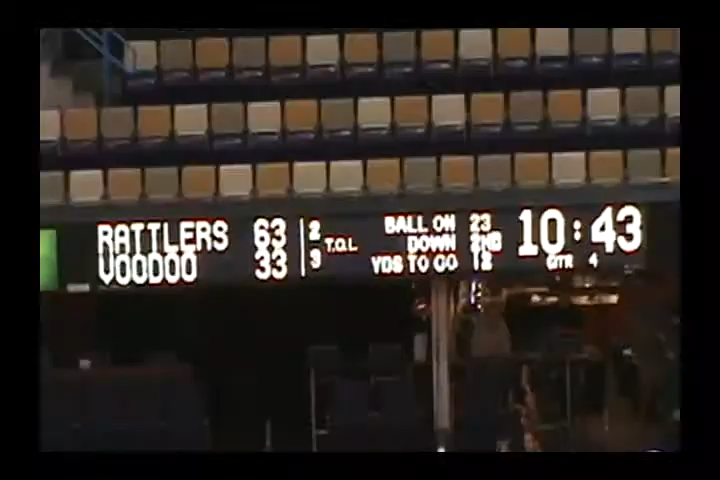 RATTLERS 63 2 T.O.L BALL ON 23 10:43
VOODOO 33 3 DOWN 2ND QTR 4
YDS TO GO 12